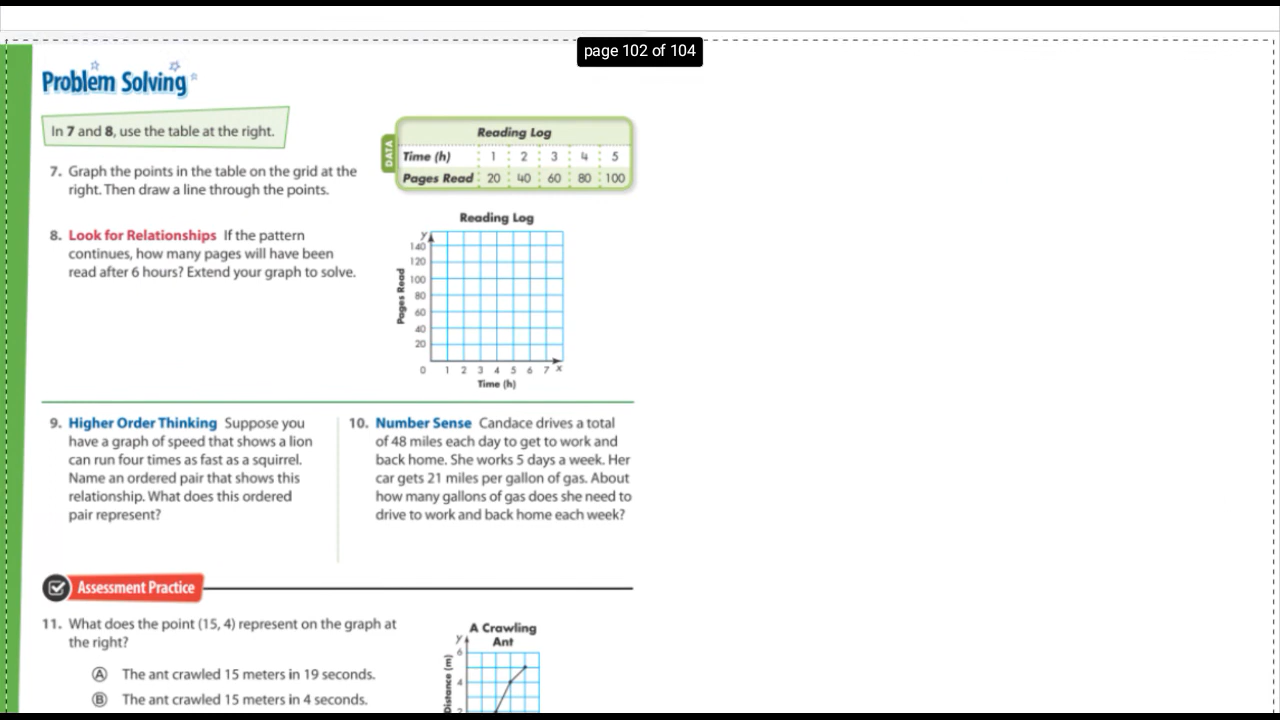 page 102 of 104
Problem Solving
In 7 and 8, use the table at the right.
7. Graph the points in the table on the grid at the
right. Then draw a line through the points.
8. Look for Relationships If the pattern
continues, how many pages will have been
read after 6 hours? Extend your graph to solve.
DATA
Reading Log
Time (h) 1 2 3 4 5
Pages Read 20 40 60 80 100
Reading Log
y
140
120
100
80
60
40
20
Pages Read
0 1 2 3 4 5 6 7 x
Time (h)
9. Higher Order Thinking Suppose you
have a graph of speed that shows a lion
can run four times as fast as a squirrel.
Name an ordered pair that shows this
relationship. What does this ordered
pair represent?
10. Number Sense Candace drives a total
of 48 miles each day to get to work and
back home. She works 5 days a week. Her
car gets 21 miles per gallon of gas. About
how many gallons of gas does she need to
drive to work and back home each week?
Assessment Practice
11. What does the point (15, 4) represent on the graph at
the right?
A The ant crawled 15 meters in 19 seconds.
B The ant crawled 15 meters in 4 seconds.
A Crawling
Ant
y
6
4
2
Distance (m)